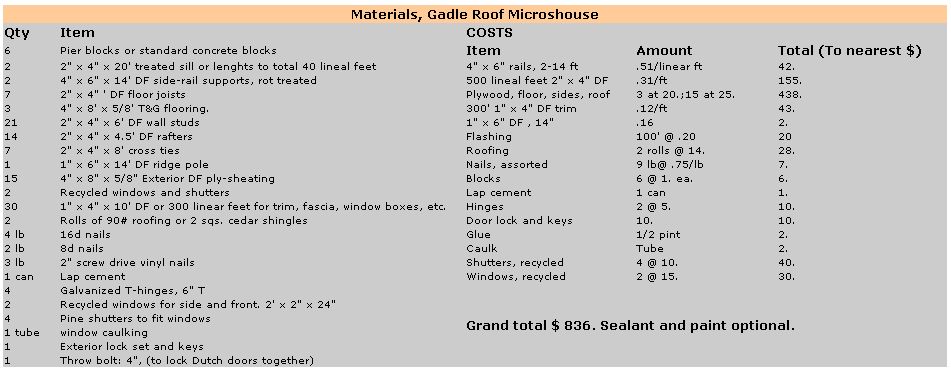 Materials, Gadle Roof Microshouse
Qty Item
6 Pier blocks or standard concrete blocks
2 2" x 4" x 20' treated sill or lenghts to total 40 lineal feet
2 4" x 6" x 14' DF side-rail supports, rot treated
7 2" x 4" ' DF floor joists
3 4" x 8' x 5/8' T&G flooring.
21 2" x 4" x 6' DF wall studs
14 2" x 4" x 4.5' DF rafters
7 2" x 4" x 8' cross ties
1 1" x 6" x 14' DF ridge pole
15 4" x 8" x 5/8" Exterior DF ply-sheating
2 Recycled windows and shutters
30 1" x 4" x 10' DF or 300 linear feet for trim, fascia, window boxes, etc.
2 Rolls of 90# roofing or 2 sqs. cedar shingles
4 lb 16d nails
2 lb 8d nails
3 lb 2" screw drive vinyl nails
1 can Lap cement
4 Galvanized T-hinges, 6" T
2 Recycled windows for side and front. 2' x 2" x 24"
4 Pine shutters to fit windows
1 tube window caulking
1 Exterior lock set and keys
1 Throw bolt: 4", (to lock Dutch doors together)
COSTS
Item Amount Total (To nearest $)
4" x 6" rails, 2-14 ft .51/linear ft 42.
500 lineal feet 2" x 4" DF .31/ft 155.
Plywood, floor, sides, roof 3 at 20.;15 at 25. 438.
300' 1" x 4" DF trim .12/ft 43.
1" x 6" DF , 14" .16 2.
Flashing 100' @ .20 20
Roofing 2 rolls @ 14. 28.
Nails, assorted 9 lb@ .75/lb 7.
Blocks 6 @ 1. ea. 6.
Lap cement 1 can 1.
Hinges 2 @ 5. 10.
Door lock and keys 10. 10.
Glue 1/2 pint 2.
Caulk Tube 2.
Shutters, recycled 4 @ 10. 40.
Windows, recycled 2 @ 15. 30.
Grand total $ 836. Sealant and paint optional.